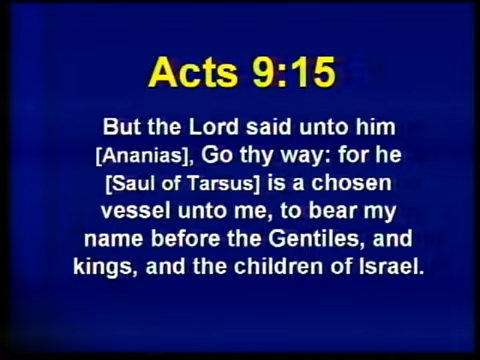 Acts 9:15
But the Lord said unto him
[Ananias], Go thy way: for he
[Saul of Tarsus] is a chosen
vessel unto me, to bear my
name before the Gentiles, and
kings, and the children of Israel.